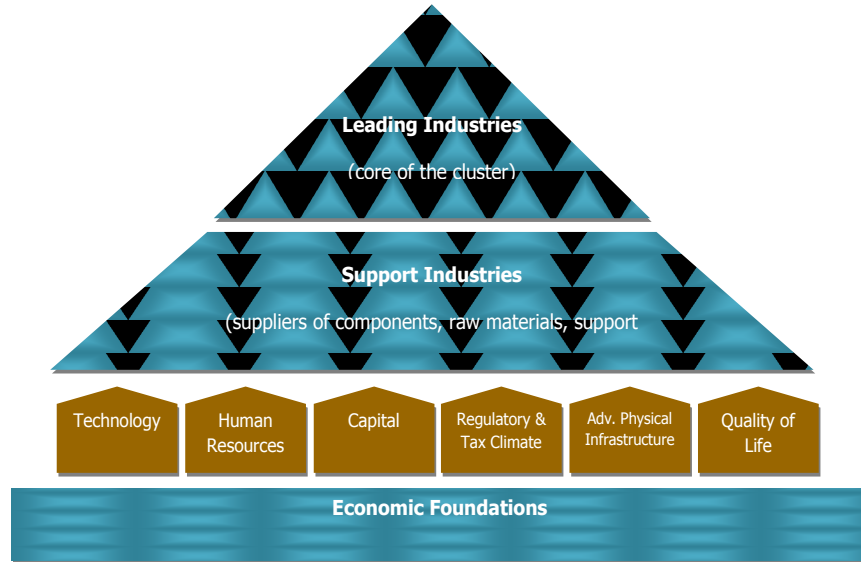 Leading Industries
(core of the cluster)
Support Industries
(suppliers of components, raw materials, support
Technology
Human
Resources
Capital
Regulatory &
Tax Climate
Adv. Physical
Infrastructure
Quality of
Life
Economic Foundations